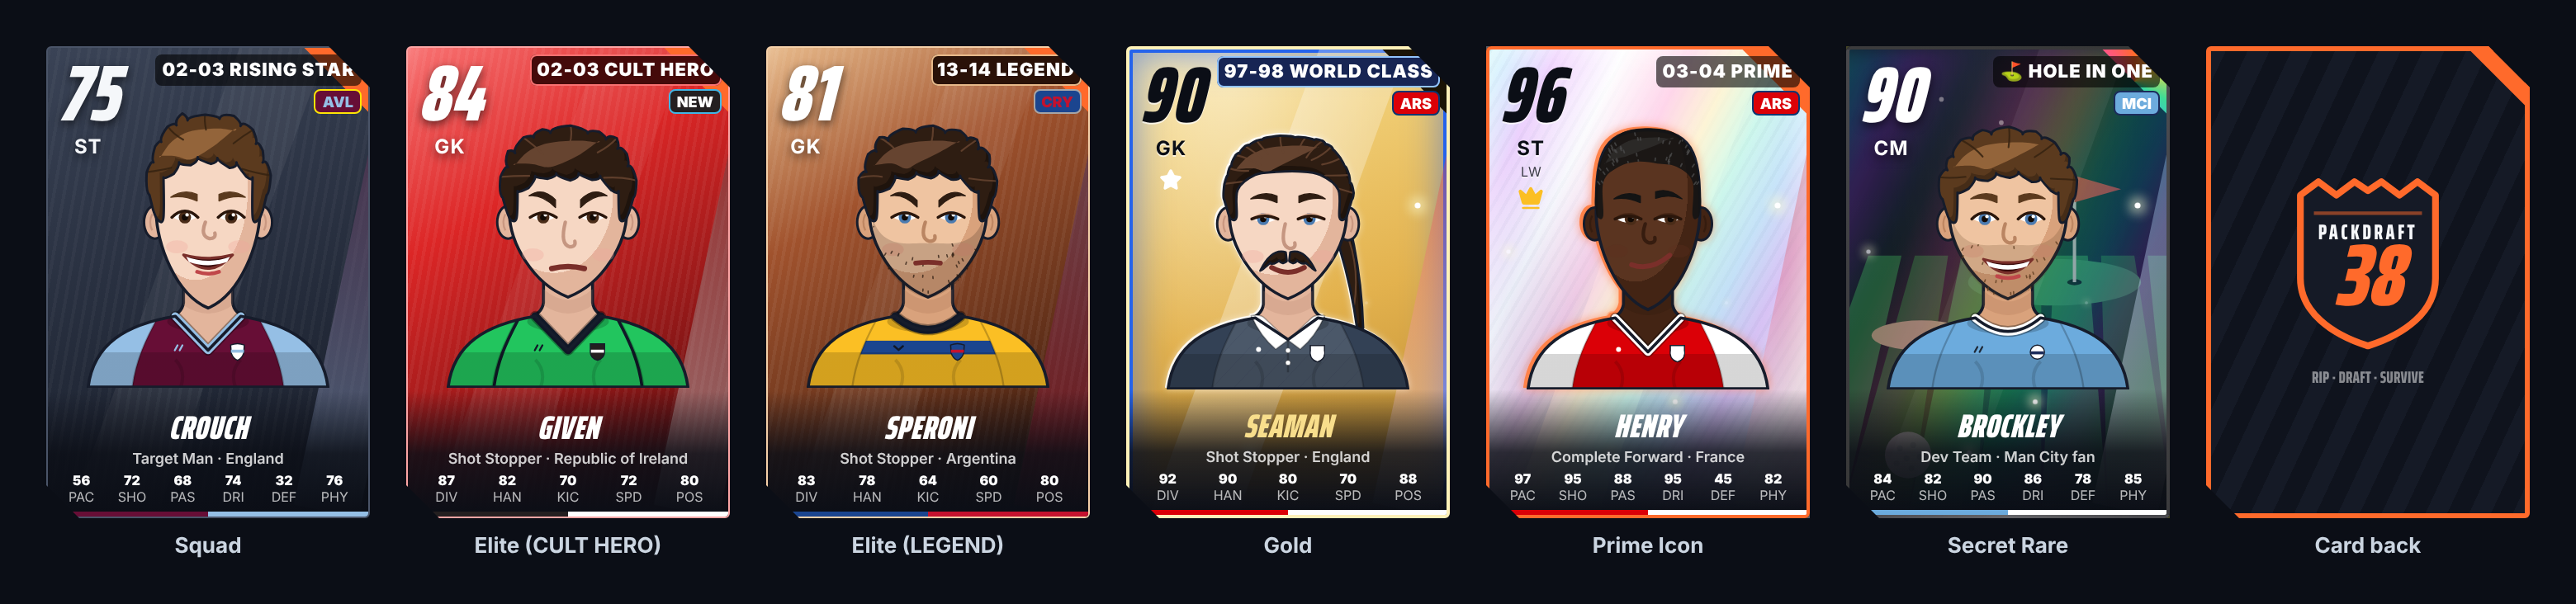 75
02-03 RISING STAR
AVL
ST
CROUCH
Target Man · England
56 72 68 74 32 76
PAC SHO PAS DRI DEF PHY
Squad
84
02-03 CULT HERO
NEW
GK
GIVEN
Shot Stopper · Republic of Ireland
87 82 70 72 80
DIV HAN KIC SPD POS
Elite (CULT HERO)
81
13-14 LEGEND
CRY
GK
SPERONI
Shot Stopper · Argentina
83 78 64 60 80
DIV HAN KIC SPD POS
Elite (LEGEND)
90
97-98 WORLD CLASS
ARS
GK
SEAMAN
Shot Stopper · England
92 90 80 70 88
DIV HAN KIC SPD POS
Gold
96
03-04 PRIME
ARS
ST
LW
HENRY
Complete Forward · France
97 95 88 95 45 82
PAC SHO PAS DRI DEF PHY
Prime Icon
90
⛳ HOLE IN ONE
MCI
CM
BROCKLEY
Dev Team · Man City fan
84 82 90 86 78 85
PAC SHO PAS DRI DEF PHY
Secret Rare
PACKDRAFT
38
RIP · DRAFT · SURVIVE
Card back